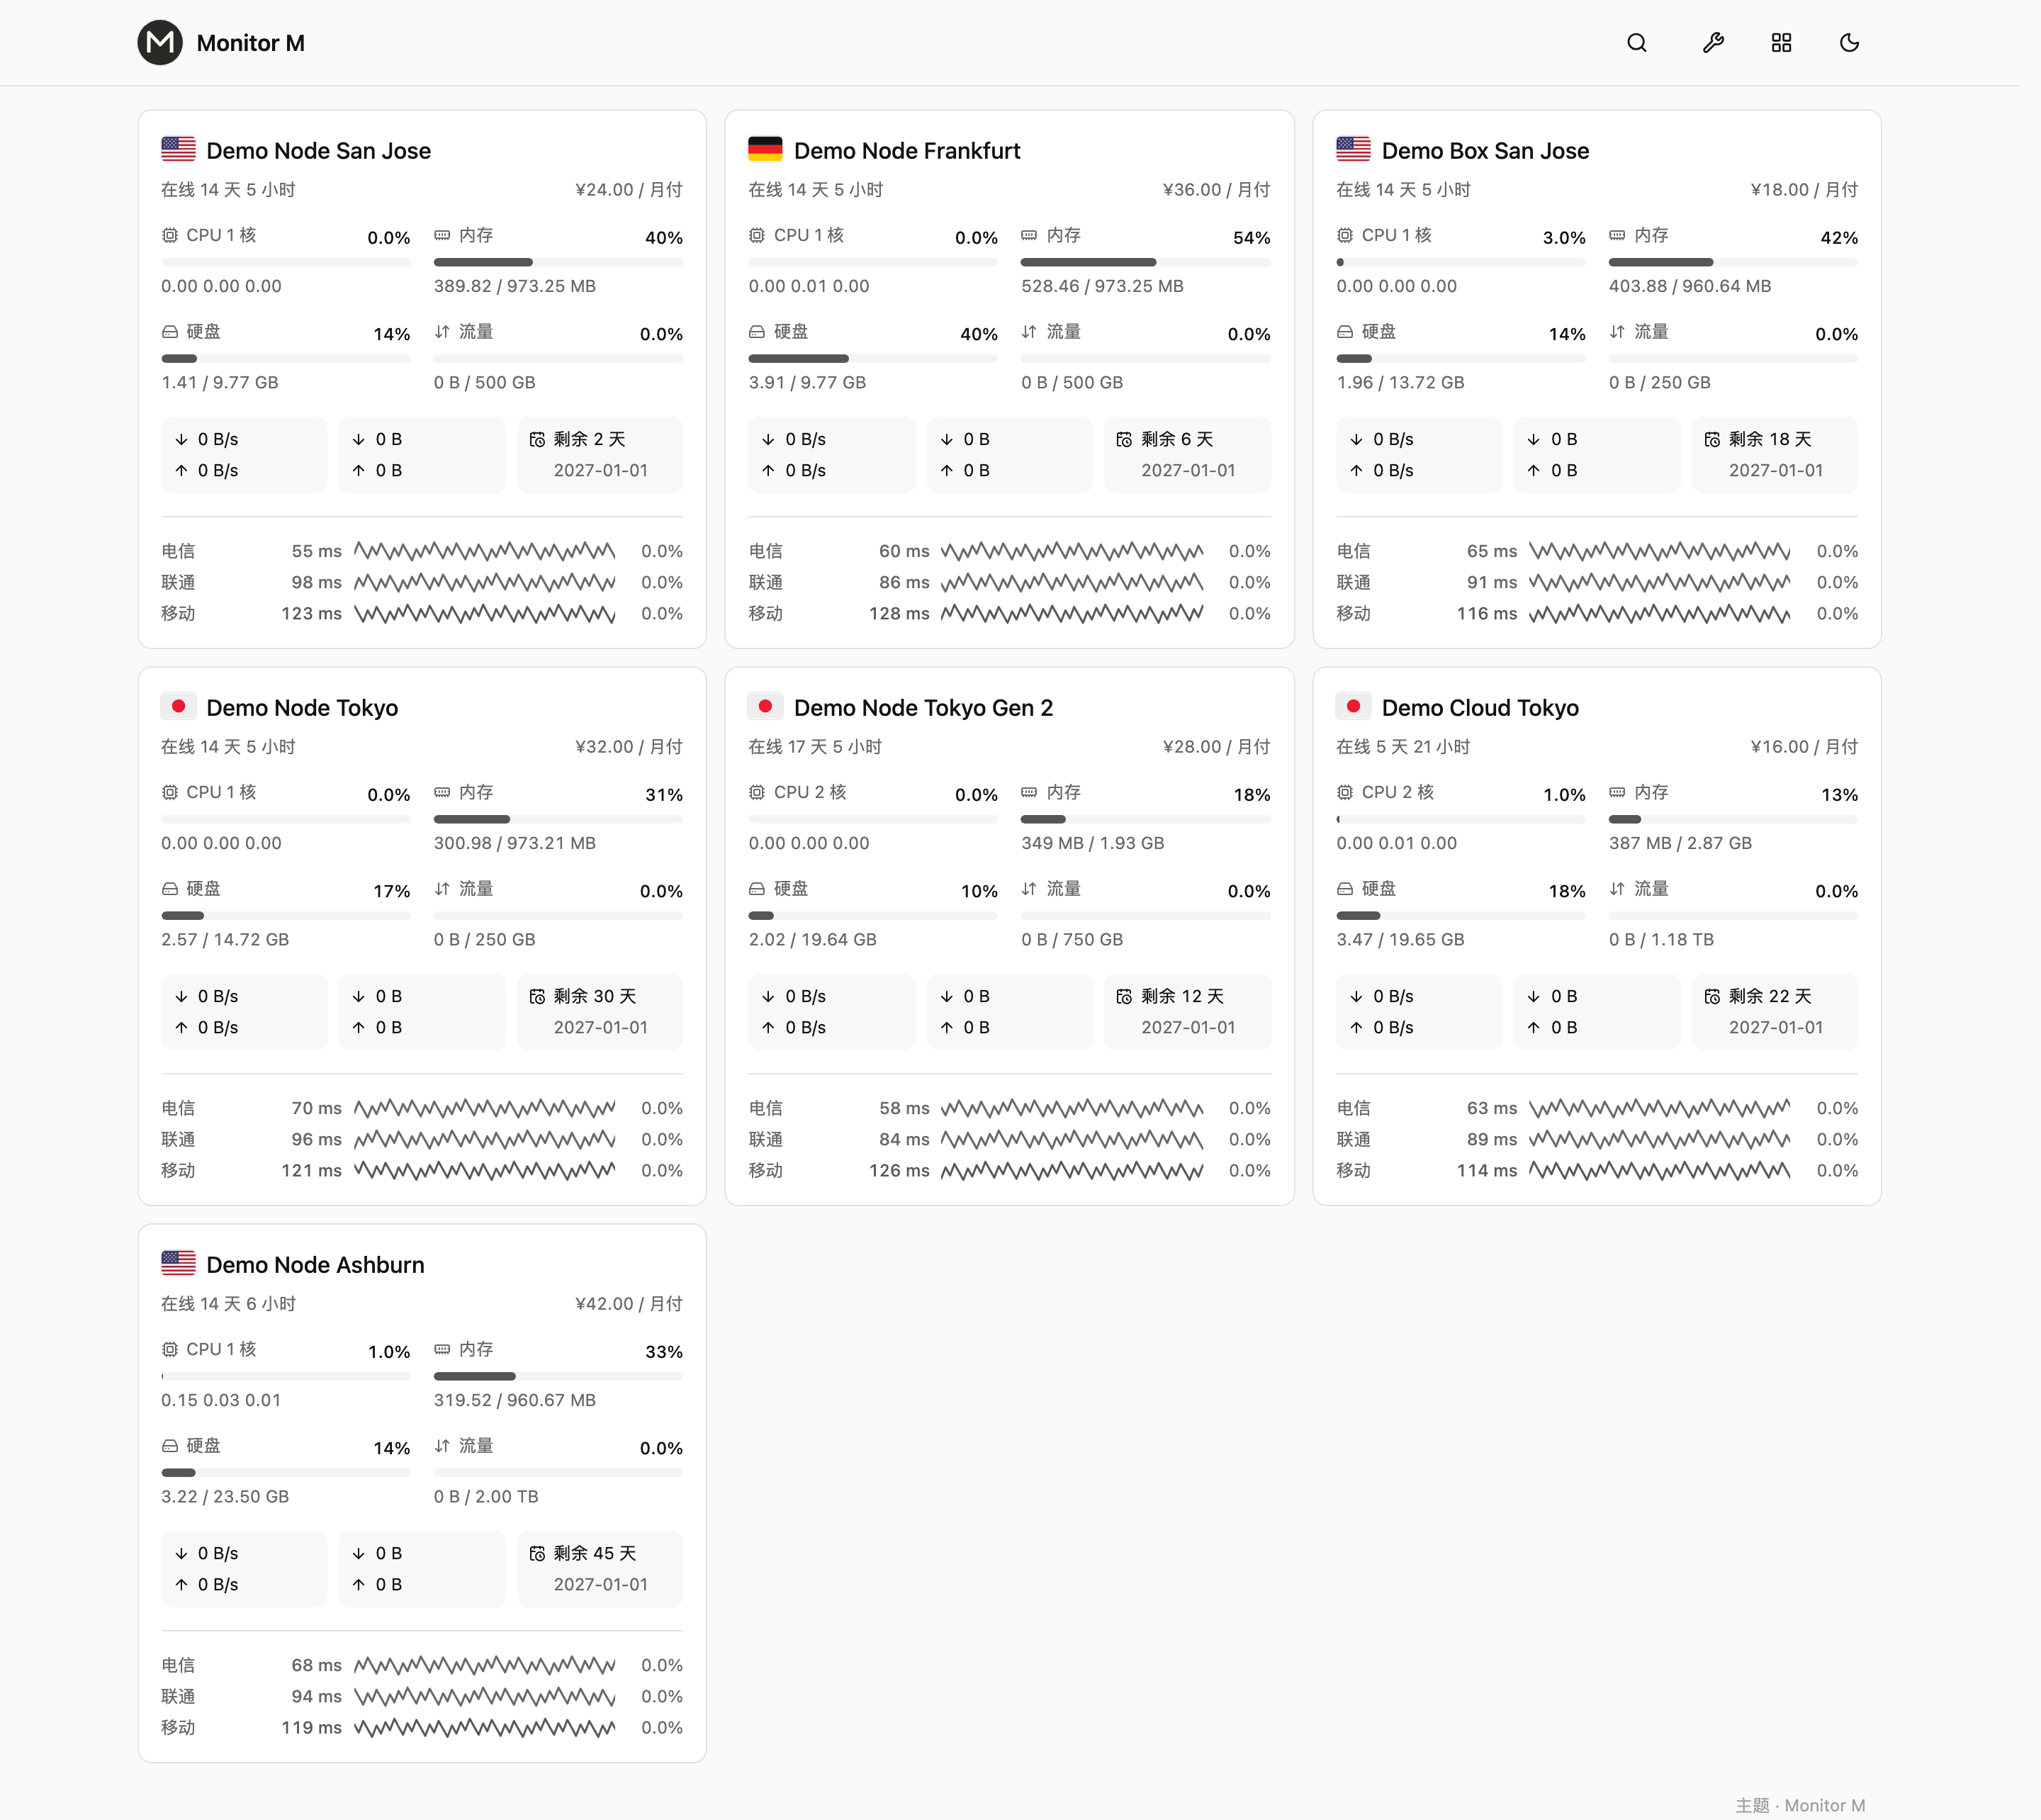 M Monitor M
Demo Node San Jose
在线 14 天 5 小时 ¥24.00 / 月付
CPU 1 核 0.0% 内存 40%
0.00 0.00 0.00 389.82 / 973.25 MB
硬盘 14% 流量 0.0%
1.41 / 9.77 GB 0 B / 500 GB
↓ 0 B/s ↓ 0 B 剩余 2 天
↑ 0 B/s ↑ 0 B 2027-01-01
电信 55 ms 0.0%
联通 98 ms 0.0%
移动 123 ms 0.0%
Demo Node Frankfurt
在线 14 天 5 小时 ¥36.00 / 月付
CPU 1 核 0.0% 内存 54%
0.00 0.01 0.00 528.46 / 973.25 MB
硬盘 40% 流量 0.0%
3.91 / 9.77 GB 0 B / 500 GB
↓ 0 B/s ↓ 0 B 剩余 6 天
↑ 0 B/s ↑ 0 B 2027-01-01
电信 60 ms 0.0%
联通 86 ms 0.0%
移动 128 ms 0.0%
Demo Box San Jose
在线 14 天 5 小时 ¥18.00 / 月付
CPU 1 核 3.0% 内存 42%
0.00 0.00 0.00 403.88 / 960.64 MB
硬盘 14% 流量 0.0%
1.96 / 13.72 GB 0 B / 250 GB
↓ 0 B/s ↓ 0 B 剩余 18 天
↑ 0 B/s ↑ 0 B 2027-01-01
电信 65 ms 0.0%
联通 91 ms 0.0%
移动 116 ms 0.0%
Demo Node Tokyo
在线 14 天 5 小时 ¥32.00 / 月付
CPU 1 核 0.0% 内存 31%
0.00 0.00 0.00 300.98 / 973.21 MB
硬盘 17% 流量 0.0%
2.57 / 14.72 GB 0 B / 250 GB
↓ 0 B/s ↓ 0 B 剩余 30 天
↑ 0 B/s ↑ 0 B 2027-01-01
电信 70 ms 0.0%
联通 96 ms 0.0%
移动 121 ms 0.0%
Demo Node Tokyo Gen 2
在线 17 天 5 小时 ¥28.00 / 月付
CPU 2 核 0.0% 内存 18%
0.00 0.00 0.00 349 MB / 1.93 GB
硬盘 10% 流量 0.0%
2.02 / 19.64 GB 0 B / 750 GB
↓ 0 B/s ↓ 0 B 剩余 12 天
↑ 0 B/s ↑ 0 B 2027-01-01
电信 58 ms 0.0%
联通 84 ms 0.0%
移动 126 ms 0.0%
Demo Cloud Tokyo
在线 5 天 21 小时 ¥16.00 / 月付
CPU 2 核 1.0% 内存 13%
0.00 0.01 0.00 387 MB / 2.87 GB
硬盘 18% 流量 0.0%
3.47 / 19.65 GB 0 B / 1.18 TB
↓ 0 B/s ↓ 0 B 剩余 22 天
↑ 0 B/s ↑ 0 B 2027-01-01
电信 63 ms 0.0%
联通 89 ms 0.0%
移动 114 ms 0.0%
Demo Node Ashburn
在线 14 天 6 小时 ¥42.00 / 月付
CPU 1 核 1.0% 内存 33%
0.15 0.03 0.01 319.52 / 960.67 MB
硬盘 14% 流量 0.0%
3.22 / 23.50 GB 0 B / 2.00 TB
↓ 0 B/s ↓ 0 B 剩余 45 天
↑ 0 B/s ↑ 0 B 2027-01-01
电信 68 ms 0.0%
联通 94 ms 0.0%
移动 119 ms 0.0%
主题 · Monitor M